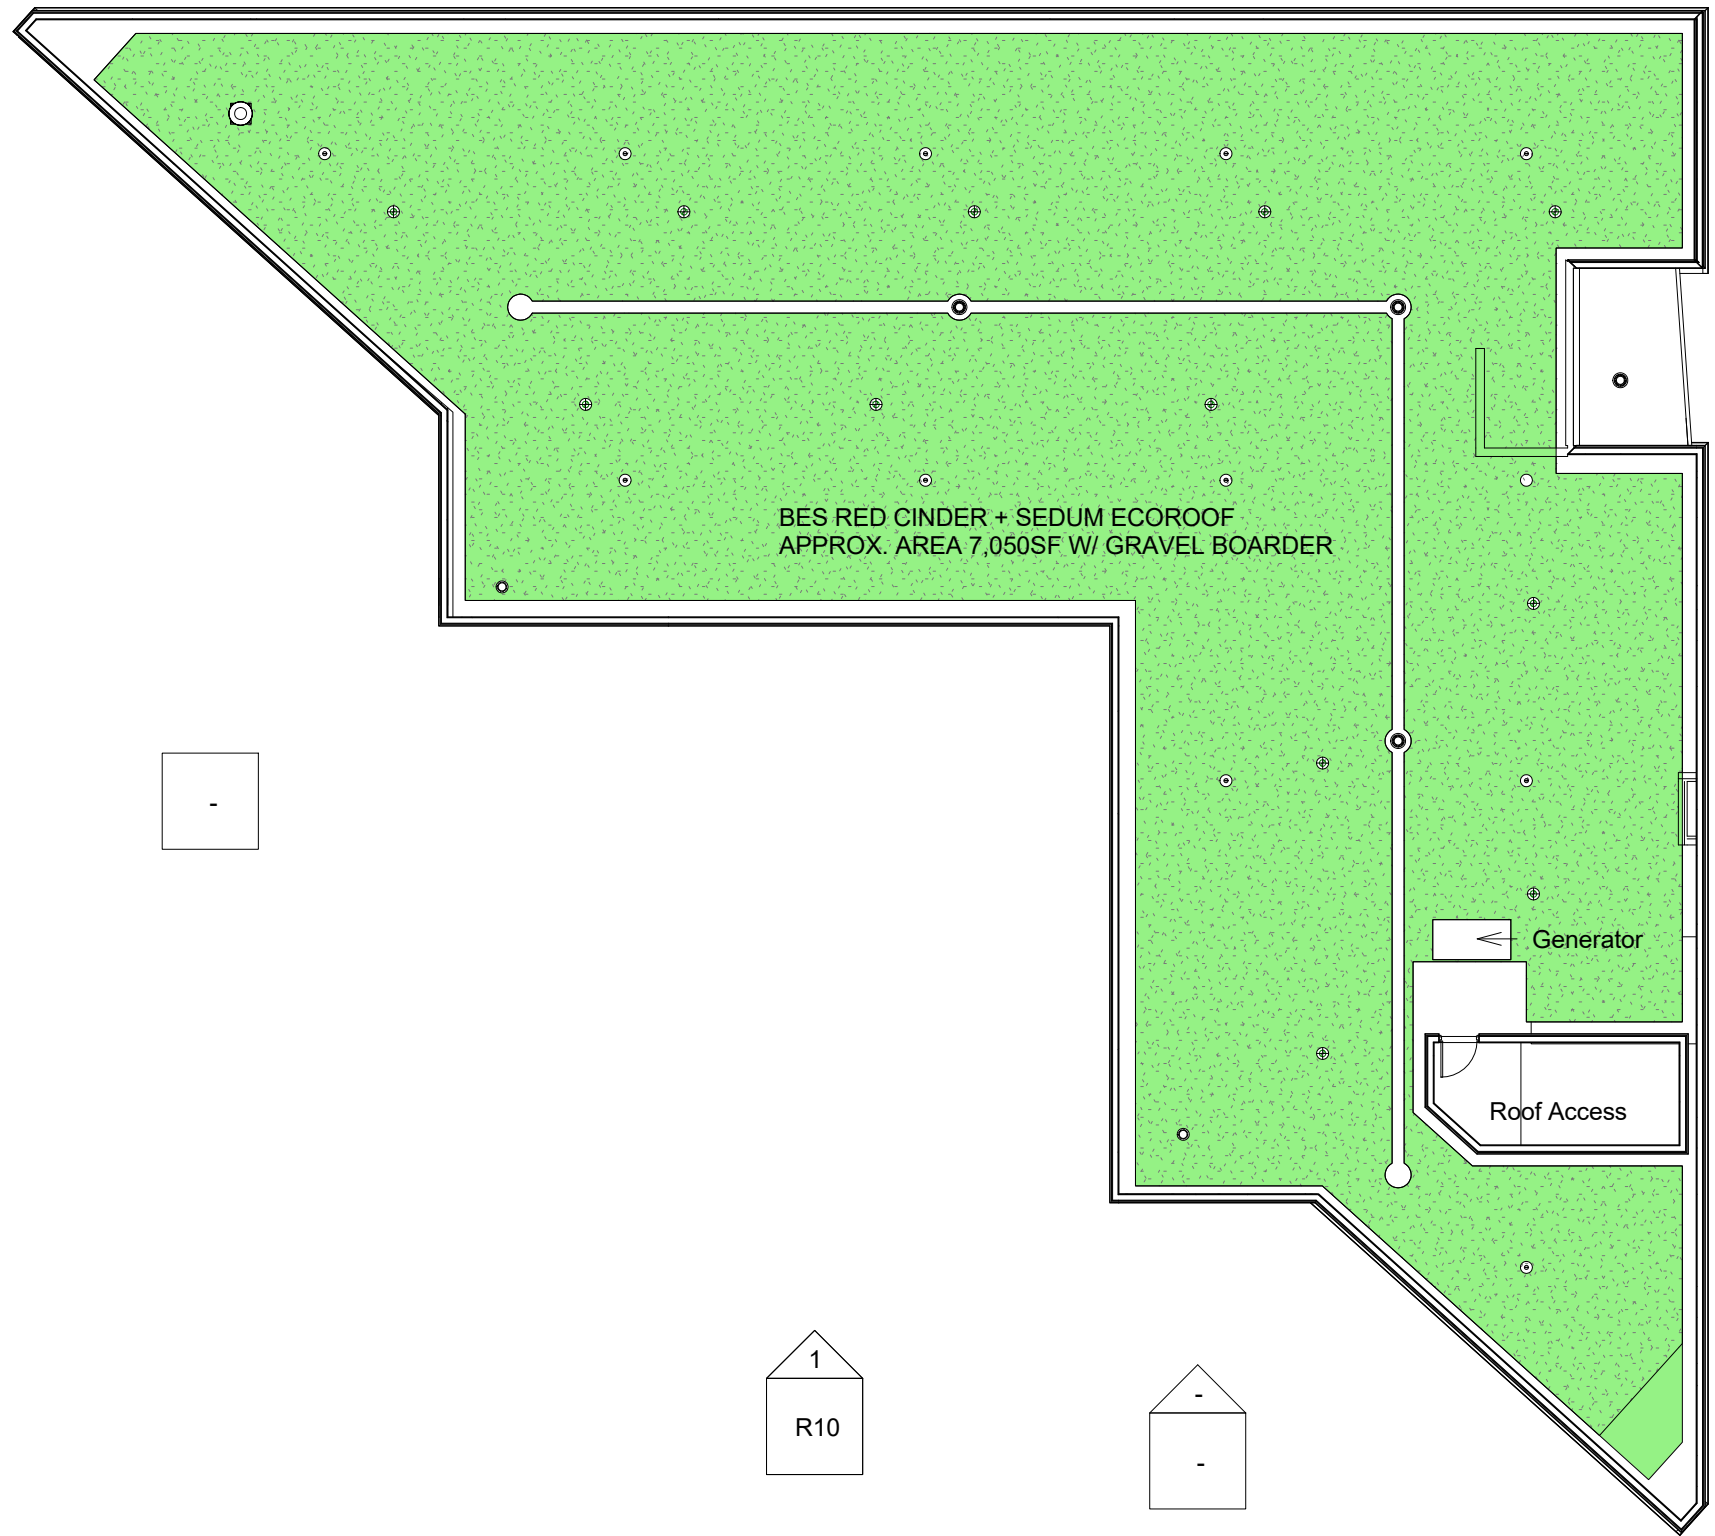 BES RED CINDER + SEDUM ECOROOF
APPROX. AREA 7,050SF W/ GRAVEL BOARDER
-
Generator
Roof Access
1
R10
-
-